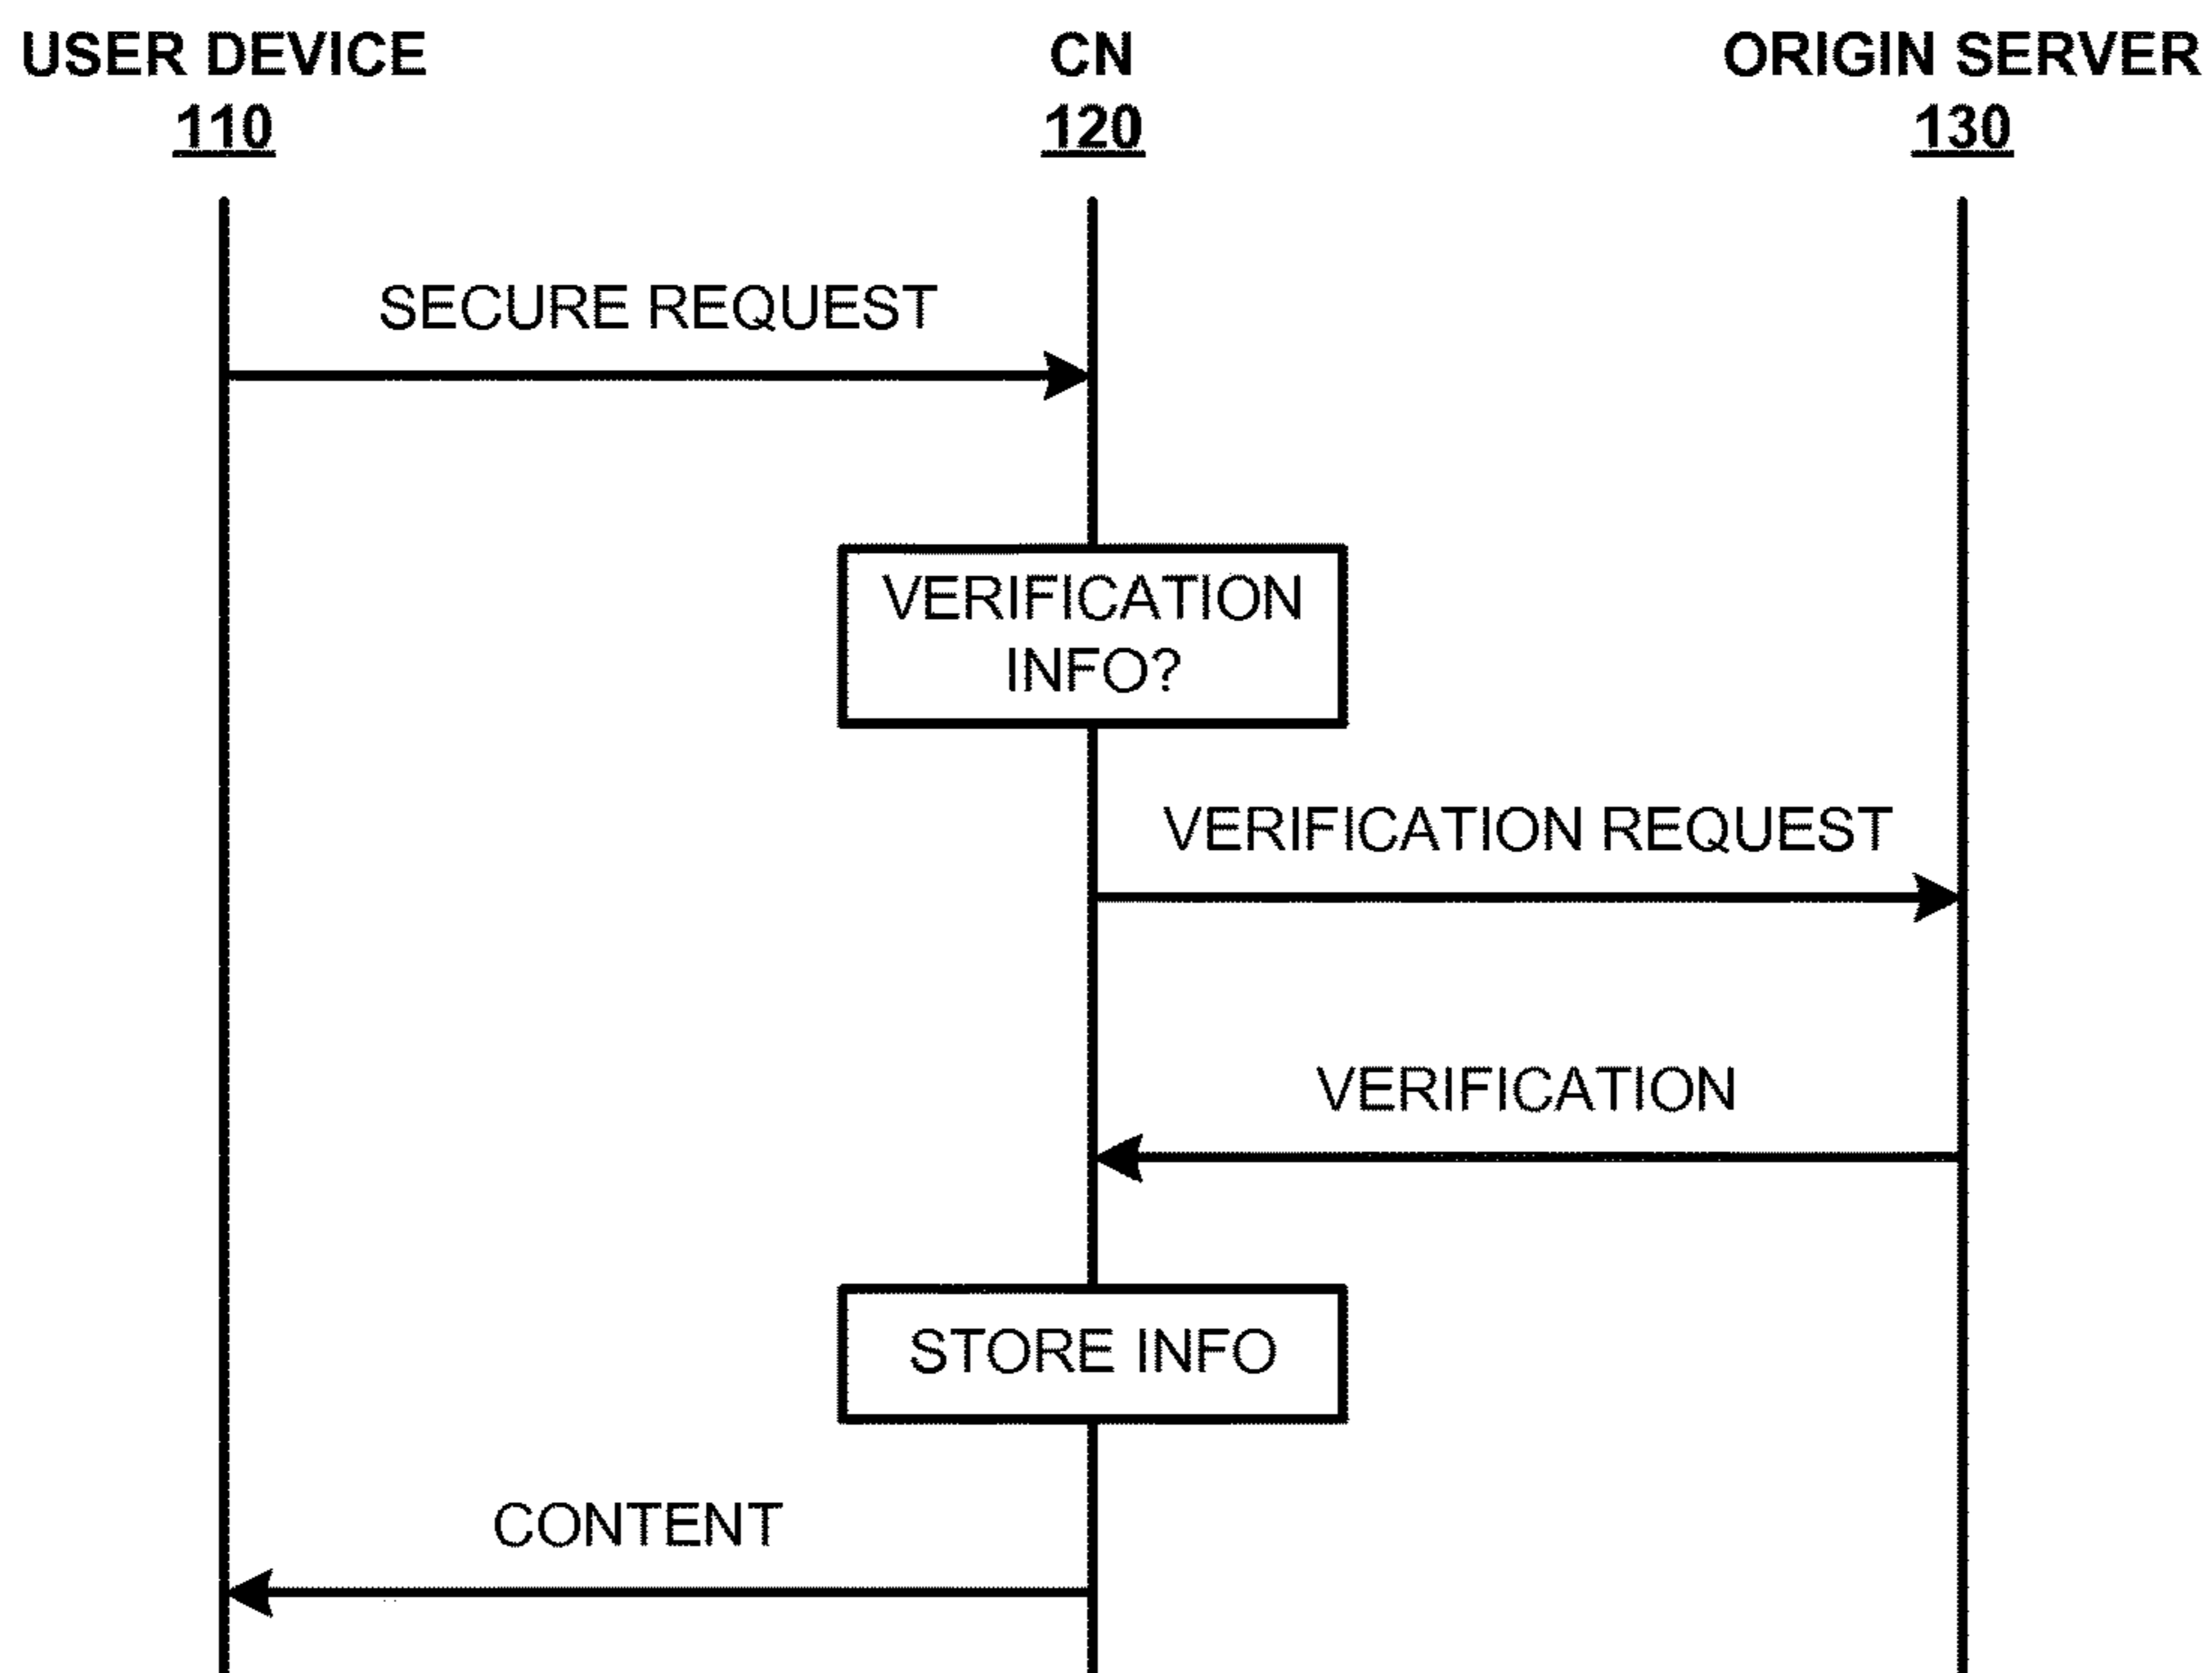 USER DEVICE
110
CN
120
ORIGIN SERVER
130
SECURE REQUEST
VERIFICATION
INFO?
VERIFICATION REQUEST
VERIFICATION
STORE INFO
CONTENT